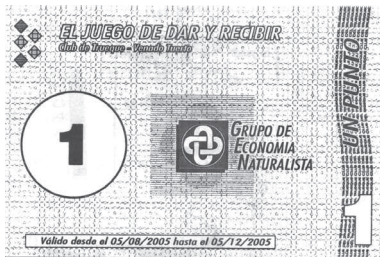 EL JUEGO DE DAR Y RECIBIR
Club de Trueque - Venado Tuerto
1
GRUPO DE
ECONOMIA
NATURALISTA
UN PUNTO
1
Válido desde el 05/08/2005 hasta el 05/12/2005